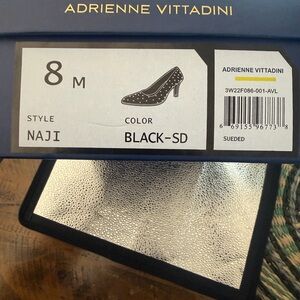 ADRIENNE VITTADINI
8 M
STYLE
NAJI
COLOR
BLACK-SD
ADRIENNE VITTADINI
3W22F086-001-AVL
6 69155 96773 8
SUEDED